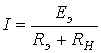 I = Eэ / (Rэ + RН)